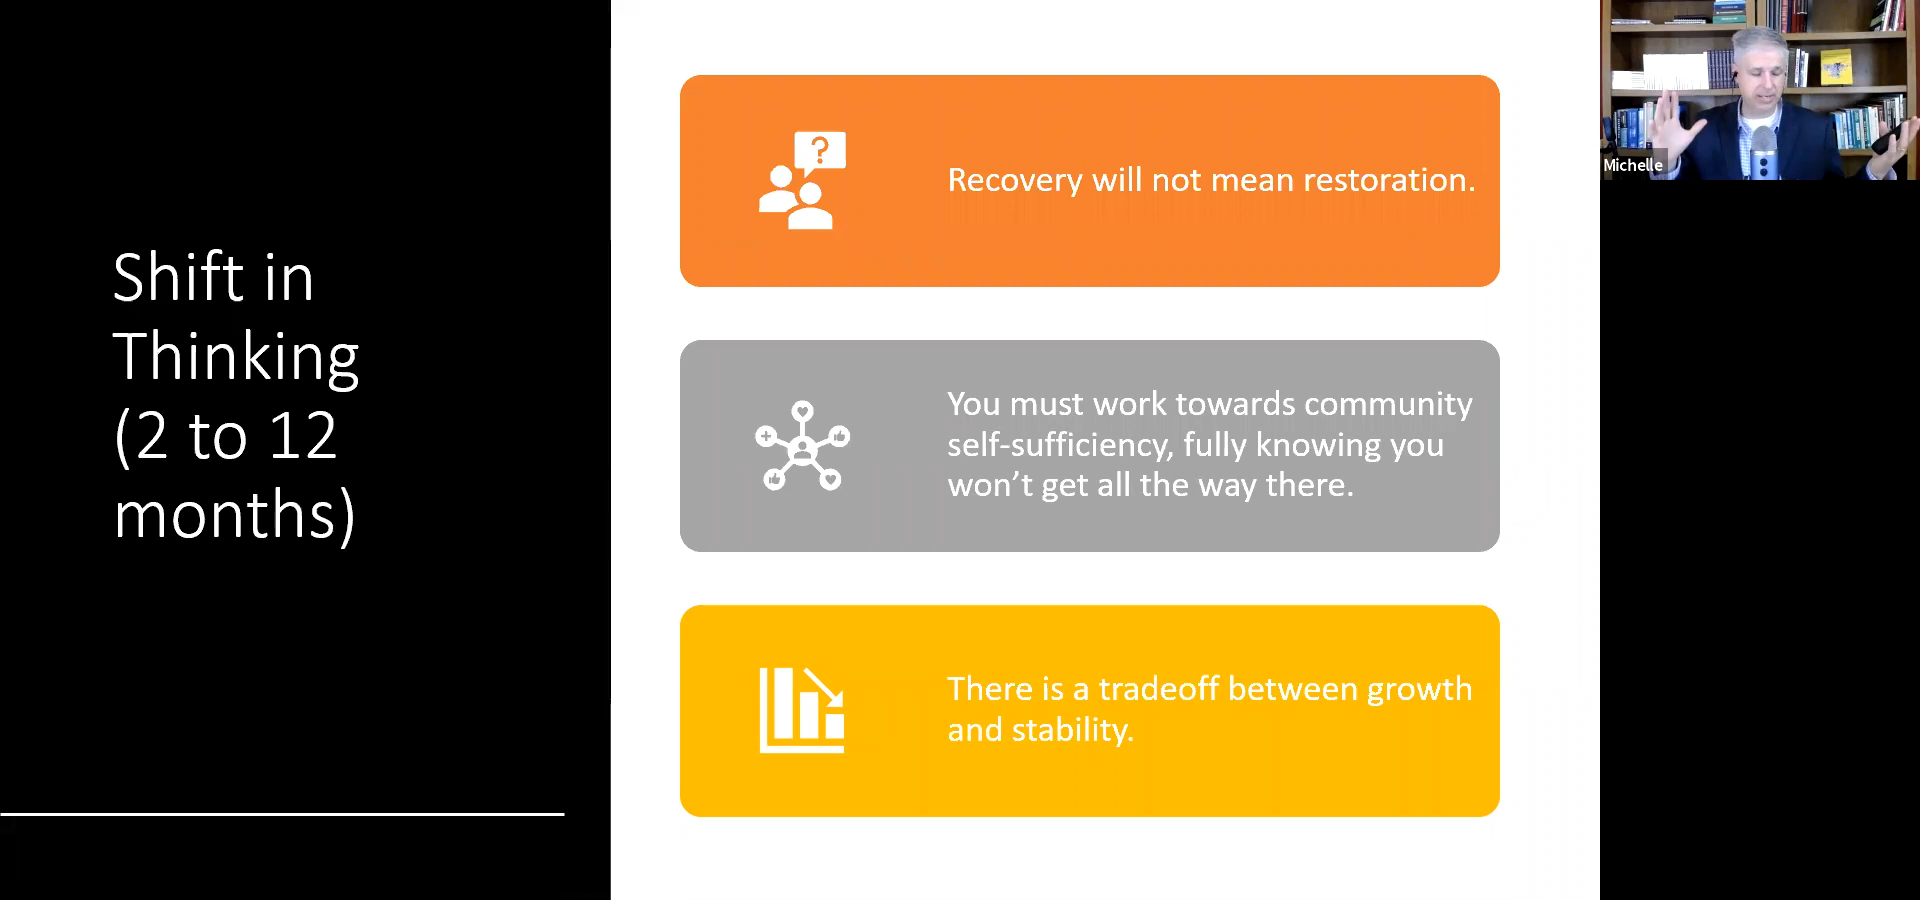 Shift in
Thinking
(2 to 12
months)
?
Recovery will not mean restoration.
You must work towards community
self-sufficiency, fully knowing you
won’t get all the way there.
There is a tradeoff between growth
and stability.
Michelle